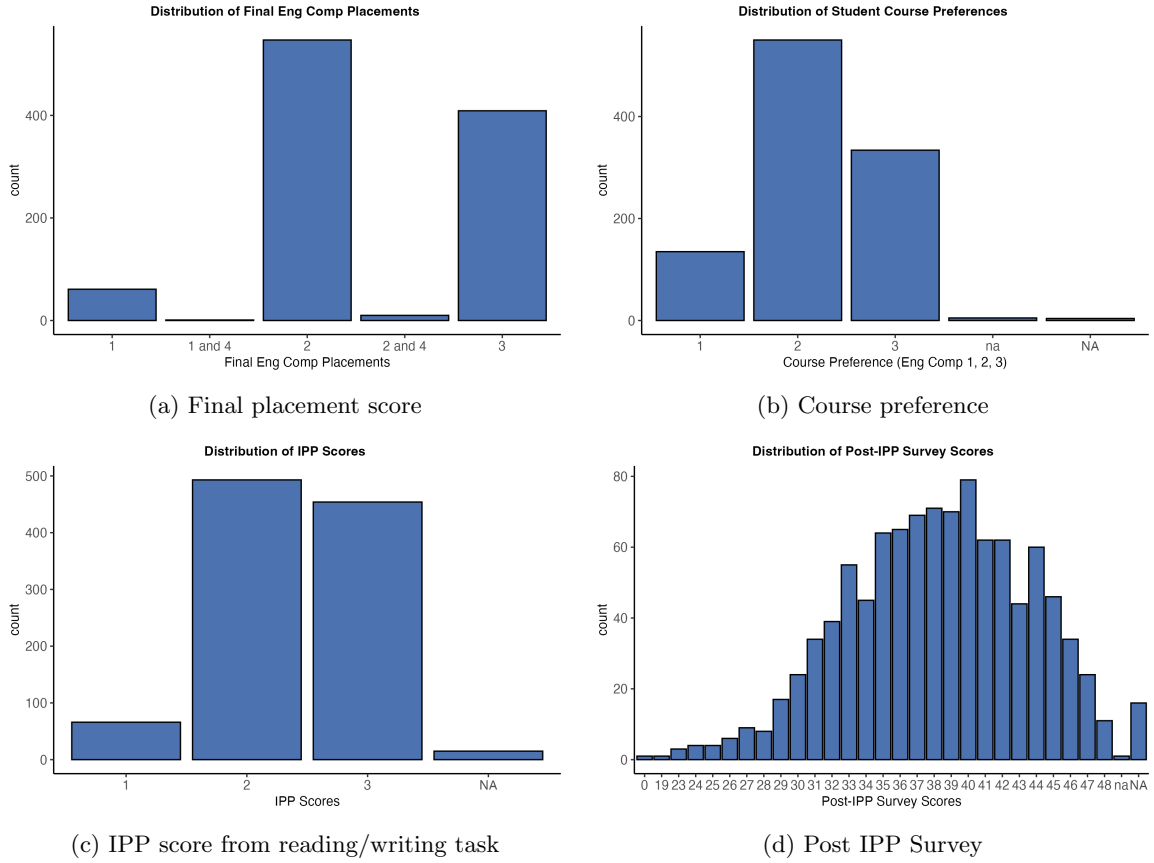 Distribution of Final Eng Comp Placements
count
400
200
0
1 1 and 4 2 2 and 4 3
Final Eng Comp Placements
(a) Final placement score
Distribution of Student Course Preferences
count
400
200
0
1 2 3 na NA
Course Preference (Eng Comp 1, 2, 3)
(b) Course preference
Distribution of IPP Scores
count
500
400
300
200
100
0
1 2 3 NA
IPP Scores
(c) IPP score from reading/writing task
Distribution of Post-IPP Survey Scores
count
80
60
40
20
0
0 19 23 24 25 26 27 28 29 30 31 32 33 34 35 36 37 38 39 40 41 42 43 44 45 46 47 48 na NA
Post-IPP Survey Scores
(d) Post IPP Survey